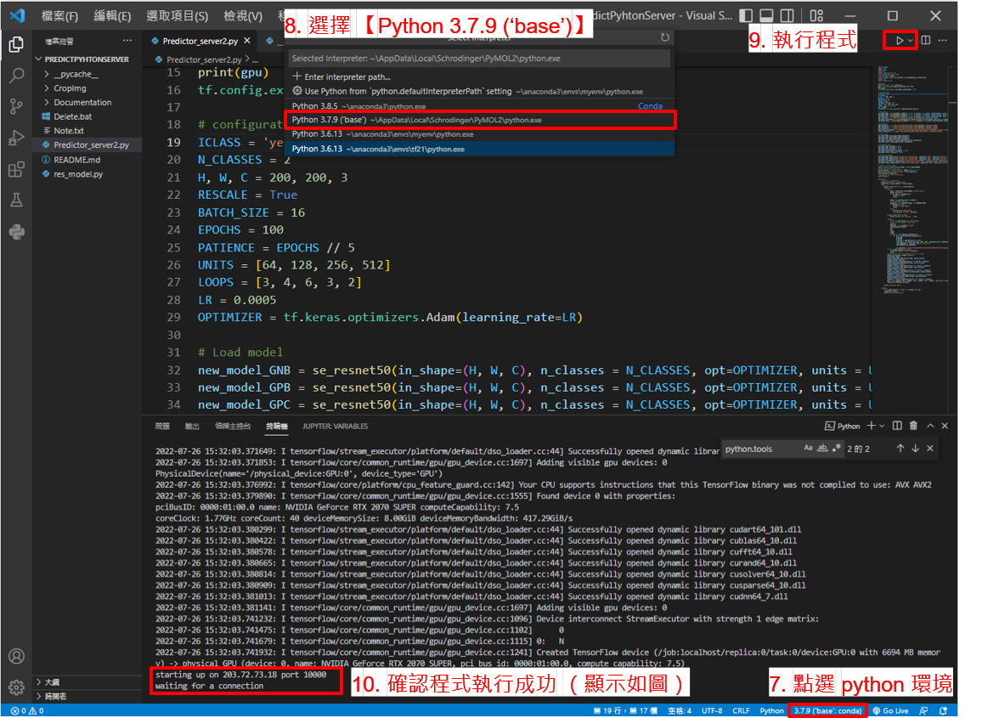 檔案(F) 編輯(E) 選取項目(S) 檢視(V)
8. 選擇【Python 3.7.9 (‘base’)】
dictPyhtonServer - Visual S...
9. 執行程式
檔案總管
PREDICTPYHTONSERVER
__pycache__
CropImg
Documentation
Delete.bat
Note.txt
Predictor_server2.py
README.md
res_model.py
大綱
時間表
Predictor_server2.py
Predictor_server2.py > ...
Select Interpreter
Selected Interpreter: ~\AppData\Local\Schrodinger\PyMOL2\python.exe
Enter interpreter path...
Use Python from `python.defaultInterpreterPath` setting ~\anaconda3\envs\myenv\python.exe
Python 3.8.5 ~\anaconda3\python.exe Conda
Python 3.7.9 ('base') ~\AppData\Local\Schrodinger\PyMOL2\python.exe
Python 3.6.13 ~\anaconda3\envs\myenv\python.exe
Python 3.6.13 ~\anaconda3\envs\tf21\python.exe
15 print(gpu)
16 tf.config.ex
17
18 # configurat
19 ICLASS = 'ye
20 N_CLASSES = 2
21 H, W, C = 200, 200, 3
22 RESCALE = True
23 BATCH_SIZE = 16
24 EPOCHS = 100
25 PATIENCE = EPOCHS // 5
26 UNITS = [64, 128, 256, 512]
27 LOOPS = [3, 4, 6, 3, 2]
28 LR = 0.0005
29 OPTIMIZER = tf.keras.optimizers.Adam(learning_rate=LR)
30
31 # Load model
32 new_model_GNB = se_resnet50(in_shape=(H, W, C), n_classes = N_CLASSES, opt=OPTIMIZER, units = U
33 new_model_GPB = se_resnet50(in_shape=(H, W, C), n_classes = N_CLASSES, opt=OPTIMIZER, units = U
34 new_model_GPC = se_resnet50(in_shape=(H, W, C), n_classes = N_CLASSES, opt=OPTIMIZER, units = U
問題 輸出 偵錯主控台 終端機 JUPYTER: VARIABLES
Python
python.tools Aa ab 2 的 2
2022-07-26 15:32:03.371649: I tensorflow/stream_executor/platform/default/dso_loader.cc:44] Successfully opened dynamic librar
2022-07-26 15:32:03.371853: I tensorflow/core/common_runtime/gpu/gpu_device.cc:1697] Adding visible gpu devices: 0
PhysicalDevice(name='/physical_device:GPU:0', device_type='GPU')
2022-07-26 15:32:03.376992: I tensorflow/core/platform/cpu_feature_guard.cc:142] Your CPU supports instructions that this TensorFlow binary was not compiled to use: AVX AVX2
2022-07-26 15:32:03.379890: I tensorflow/core/common_runtime/gpu/gpu_device.cc:1555] Found device 0 with properties:
pciBusID: 0000:01:00.0 name: NVIDIA GeForce RTX 2070 SUPER computeCapability: 7.5
coreClock: 1.77GHz coreCount: 40 deviceMemorySize: 8.00GiB deviceMemoryBandwidth: 417.29GiB/s
2022-07-26 15:32:03.380299: I tensorflow/stream_executor/platform/default/dso_loader.cc:44] Successfully opened dynamic library cudart64_101.dll
2022-07-26 15:32:03.380422: I tensorflow/stream_executor/platform/default/dso_loader.cc:44] Successfully opened dynamic library cublas64_10.dll
2022-07-26 15:32:03.380578: I tensorflow/stream_executor/platform/default/dso_loader.cc:44] Successfully opened dynamic library cufft64_10.dll
2022-07-26 15:32:03.380665: I tensorflow/stream_executor/platform/default/dso_loader.cc:44] Successfully opened dynamic library curand64_10.dll
2022-07-26 15:32:03.380814: I tensorflow/stream_executor/platform/default/dso_loader.cc:44] Successfully opened dynamic library cusolver64_10.dll
2022-07-26 15:32:03.380909: I tensorflow/stream_executor/platform/default/dso_loader.cc:44] Successfully opened dynamic library cusparse64_10.dll
2022-07-26 15:32:03.381013: I tensorflow/stream_executor/platform/default/dso_loader.cc:44] Successfully opened dynamic library cudnn64_7.dll
2022-07-26 15:32:03.381141: I tensorflow/core/common_runtime/gpu/gpu_device.cc:1697] Adding visible gpu devices: 0
2022-07-26 15:32:03.741232: I tensorflow/core/common_runtime/gpu/gpu_device.cc:1096] Device interconnect StreamExecutor with strength 1 edge matrix:
2022-07-26 15:32:03.741475: I tensorflow/core/common_runtime/gpu/gpu_device.cc:1102] 0
2022-07-26 15:32:03.741679: I tensorflow/core/common_runtime/gpu/gpu_device.cc:1115] 0: N
2022-07-26 15:32:03.741932: I tensorflow/core/common_runtime/gpu/gpu_device.cc:1241] Created TensorFlow device (/job:localhost/replica:0/task:0/device:GPU:0 with 6694 MB memor
y) -> physical GPU (device: 0, name: NVIDIA GeForce RTX 2070 SUPER, pci bus id: 0000:01:00.0, compute capability: 7.5)
starting up on 203.72.73.18 port 10000
waiting for a connection
10. 確認程式執行成功 （顯示如圖）
7. 點選 python 環境
0 0 第 19 行，第 17 欄 空格: 4 UTF-8 CRLF Python 3.7.9 ('base': conda) Go Live